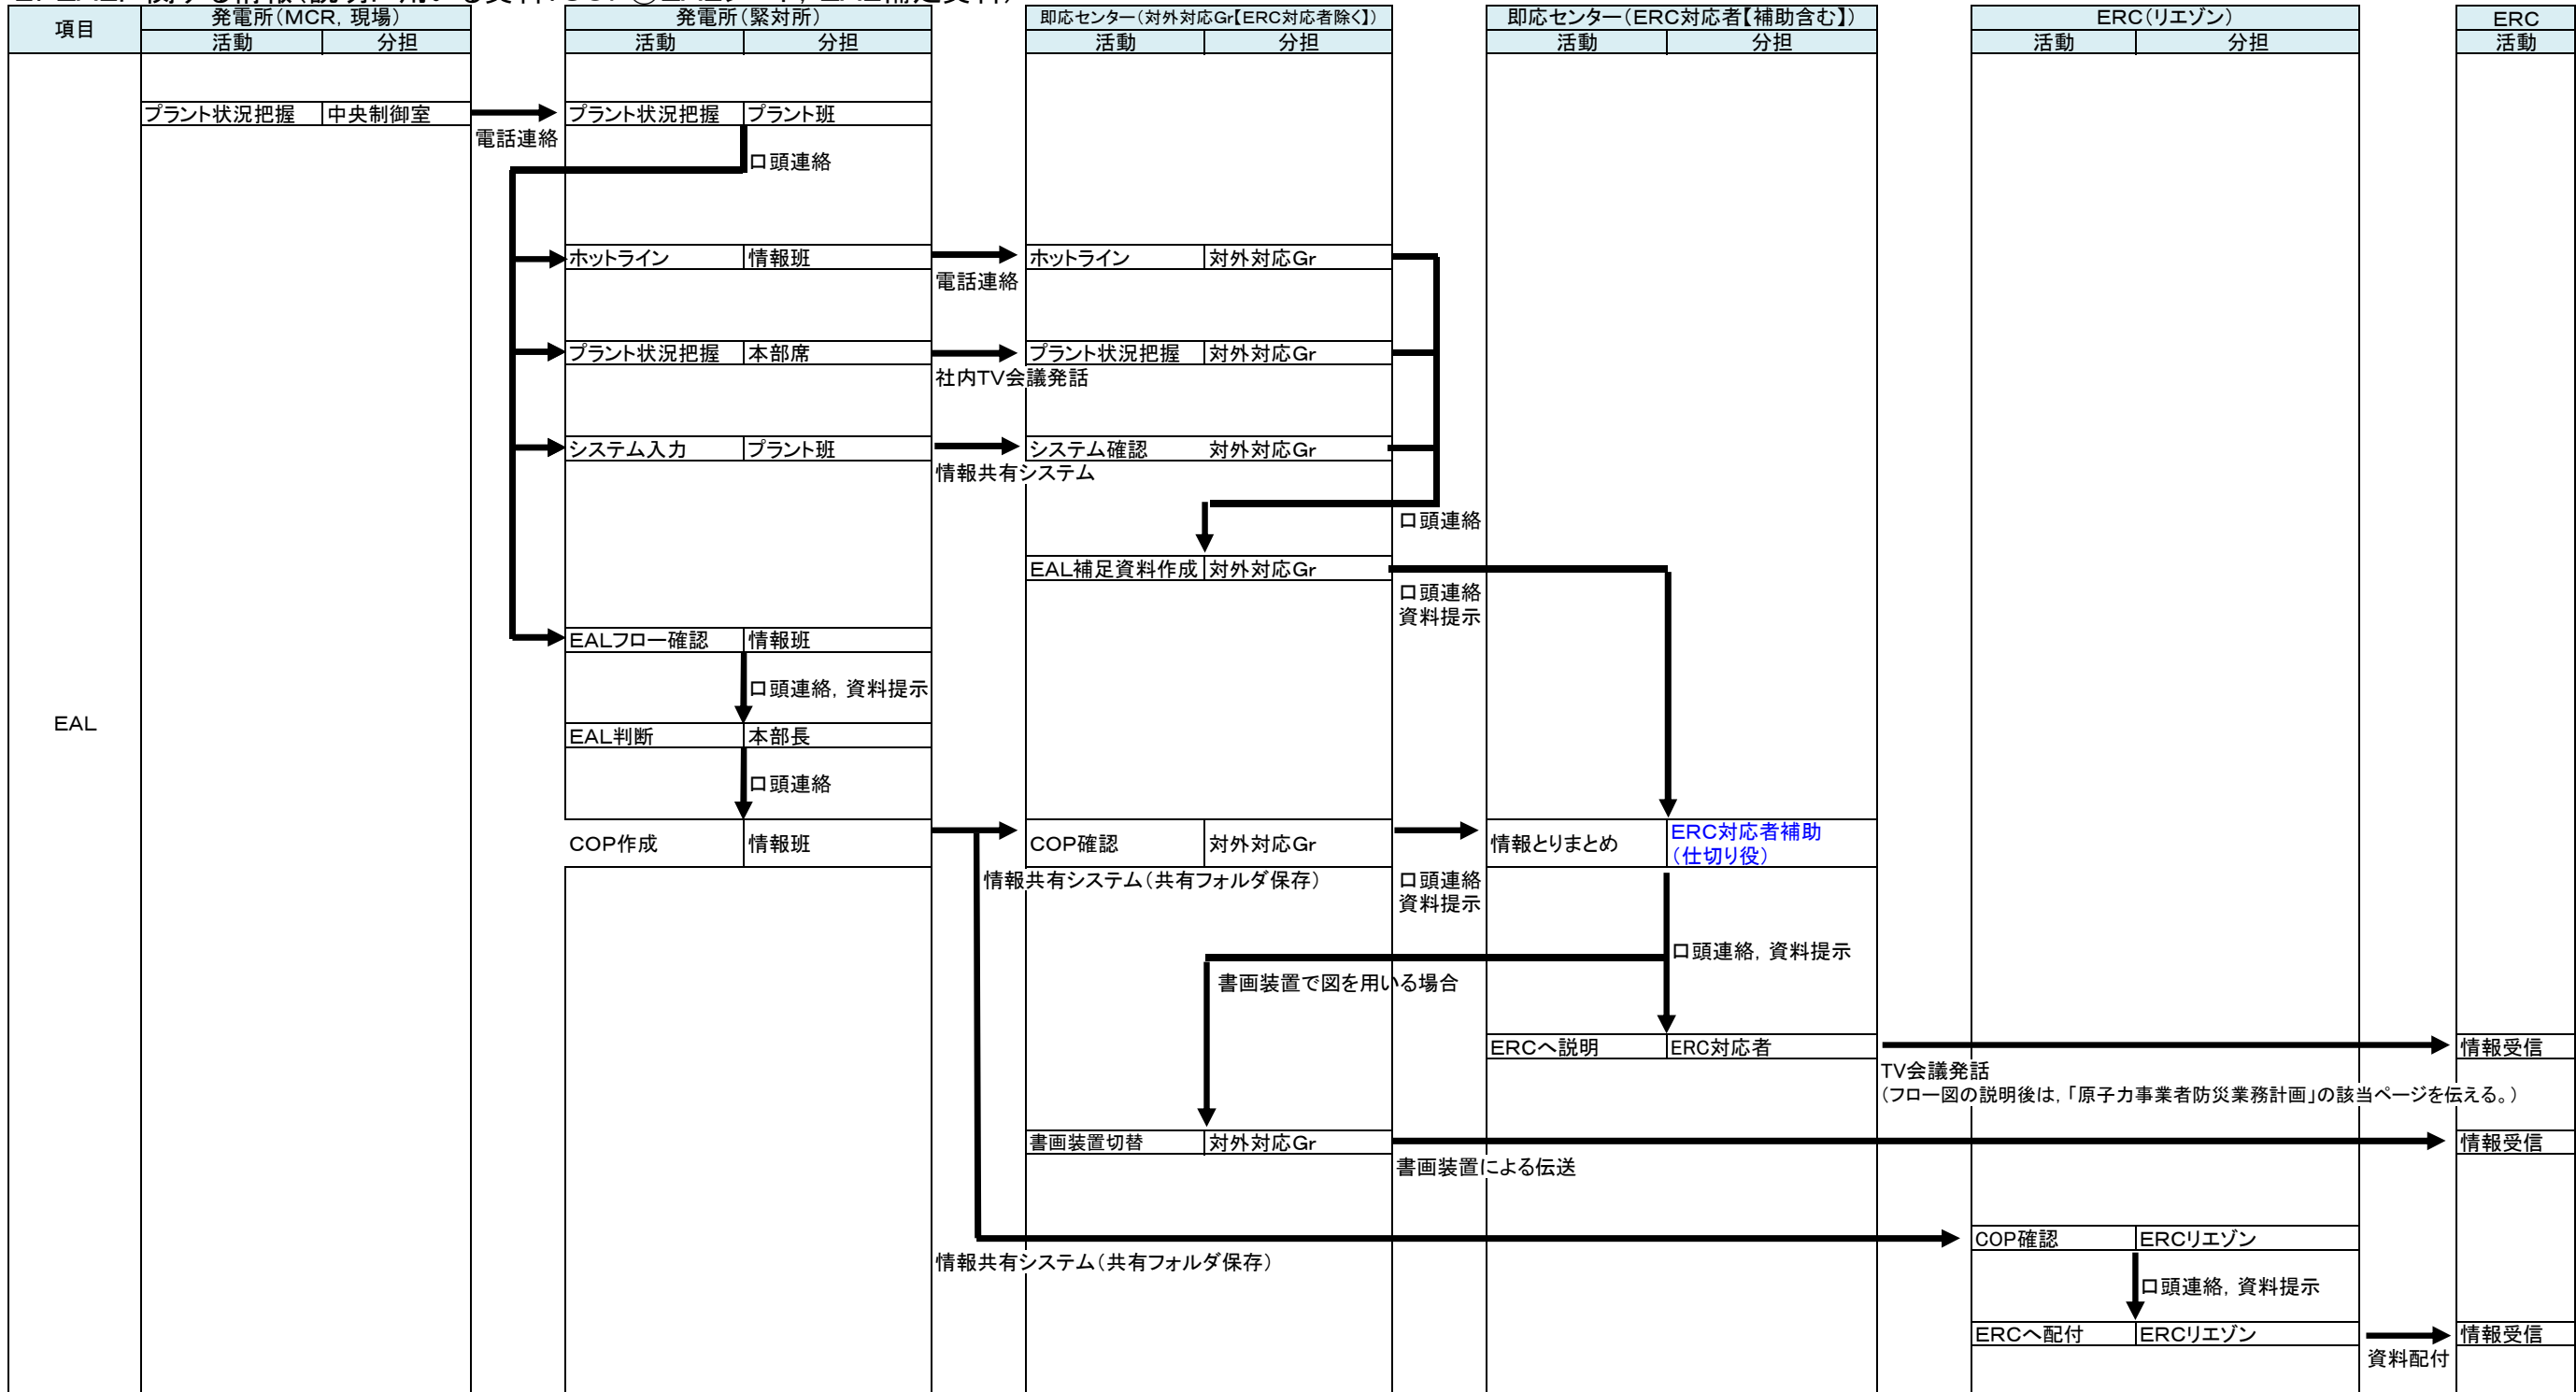 項目
発電所（MCR，現場）
発電所（緊対所）
即応センター（対外対応Gr【ERC対応者除く】）
即応センター（ERC対応者【補助含む】）
ERC（リエゾン）
ERC
活動 分担
活動 分担
活動 分担
活動 分担
活動 分担
活動
プラント状況把握 中央制御室
電話連絡
プラント状況把握 プラント班
口頭連絡
ホットライン 情報班
電話連絡
ホットライン 対外対応Gr
プラント状況把握 本部席
社内TV会議発話
プラント状況把握 対外対応Gr
システム入力 プラント班
情報共有システム
システム確認 対外対応Gr
口頭連絡
EAL補足資料作成 対外対応Gr
口頭連絡
資料提示
EALフロー確認 情報班
口頭連絡，資料提示
EAL
EAL判断 本部長
口頭連絡
COP作成 情報班
情報共有システム（共有フォルダ保存）
COP確認 対外対応Gr
口頭連絡
資料提示
情報とりまとめ
ERC対応者補助
（仕切り役）
口頭連絡，資料提示
書画装置で図を用いる場合
ERCへ説明 ERC対応者
TV会議発話
（フロー図の説明後は，「原子力事業者防災業務計画」の該当ページを伝える。）
情報受信
書画装置切替 対外対応Gr
書画装置による伝送
情報受信
情報共有システム（共有フォルダ保存）
COP確認 ERCリエゾン
口頭連絡，資料提示
ERCへ配付 ERCリエゾン
資料配付
情報受信